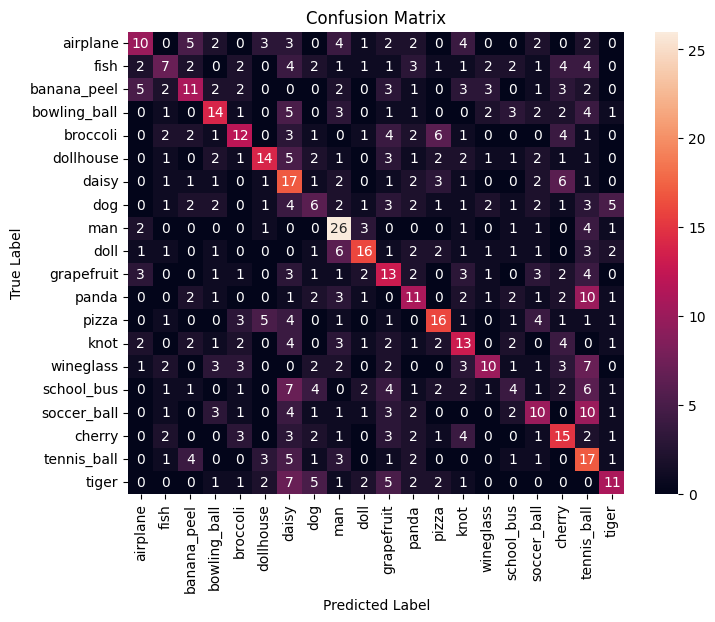 Confusion Matrix
airplane 10 0 5 2 0 3 3 0 4 1 2 2 0 4 0 0 2 0 2 0
fish 2 7 2 0 2 0 4 2 1 1 1 3 1 1 2 2 1 4 4 0
banana_peel 5 2 11 2 2 0 0 0 2 0 3 1 0 3 3 0 1 3 2 0
bowling_ball 0 1 0 14 1 0 5 0 3 0 1 1 0 0 2 3 2 2 4 1
broccoli 0 2 2 1 12 0 3 1 0 1 4 2 6 1 0 0 0 4 1 0
dollhouse 0 1 0 2 1 14 5 2 1 0 3 1 2 2 1 1 2 1 1 0
daisy 0 1 1 1 0 1 17 1 2 0 1 2 3 1 0 0 2 6 1 0
dog 0 1 2 2 0 1 4 6 2 1 3 2 1 1 2 1 2 1 3 5
man 2 0 0 0 0 1 0 0 26 3 0 0 0 1 0 1 0 1 4 1
doll 1 1 0 1 0 0 0 1 6 16 1 2 2 1 1 1 0 1 3 2
grapefruit 3 0 0 1 1 0 3 1 1 2 13 2 0 3 1 0 3 2 4 0
panda 0 0 2 1 0 0 1 2 3 1 0 11 0 2 1 2 1 2 10 1
pizza 0 1 0 0 3 5 4 0 1 0 1 0 16 1 0 1 4 1 1 1
knot 2 0 2 1 2 0 4 0 3 1 2 1 2 13 0 2 0 4 0 1
wineglass 1 2 0 3 3 0 0 2 2 0 2 0 0 3 10 1 1 3 7 0
school_bus 0 1 1 0 1 0 7 4 0 2 4 1 2 2 1 4 1 2 6 1
soccer_ball 0 1 0 3 1 0 4 1 1 1 3 2 0 0 0 2 10 0 10 1
cherry 0 2 0 0 3 0 3 2 1 0 3 2 1 4 0 0 1 15 2 1
tennis_ball 0 1 4 0 0 3 5 1 3 0 1 2 0 0 0 1 1 0 17 1
tiger 0 0 0 1 1 2 7 5 1 2 5 2 2 1 0 0 0 0 0 11
airplane
fish
banana_peel
bowling_ball
broccoli
dollhouse
daisy
dog
man
doll
grapefruit
panda
pizza
knot
wineglass
school_bus
soccer_ball
cherry
tennis_ball
tiger
Predicted Label
True Label
25
20
15
10
5
0